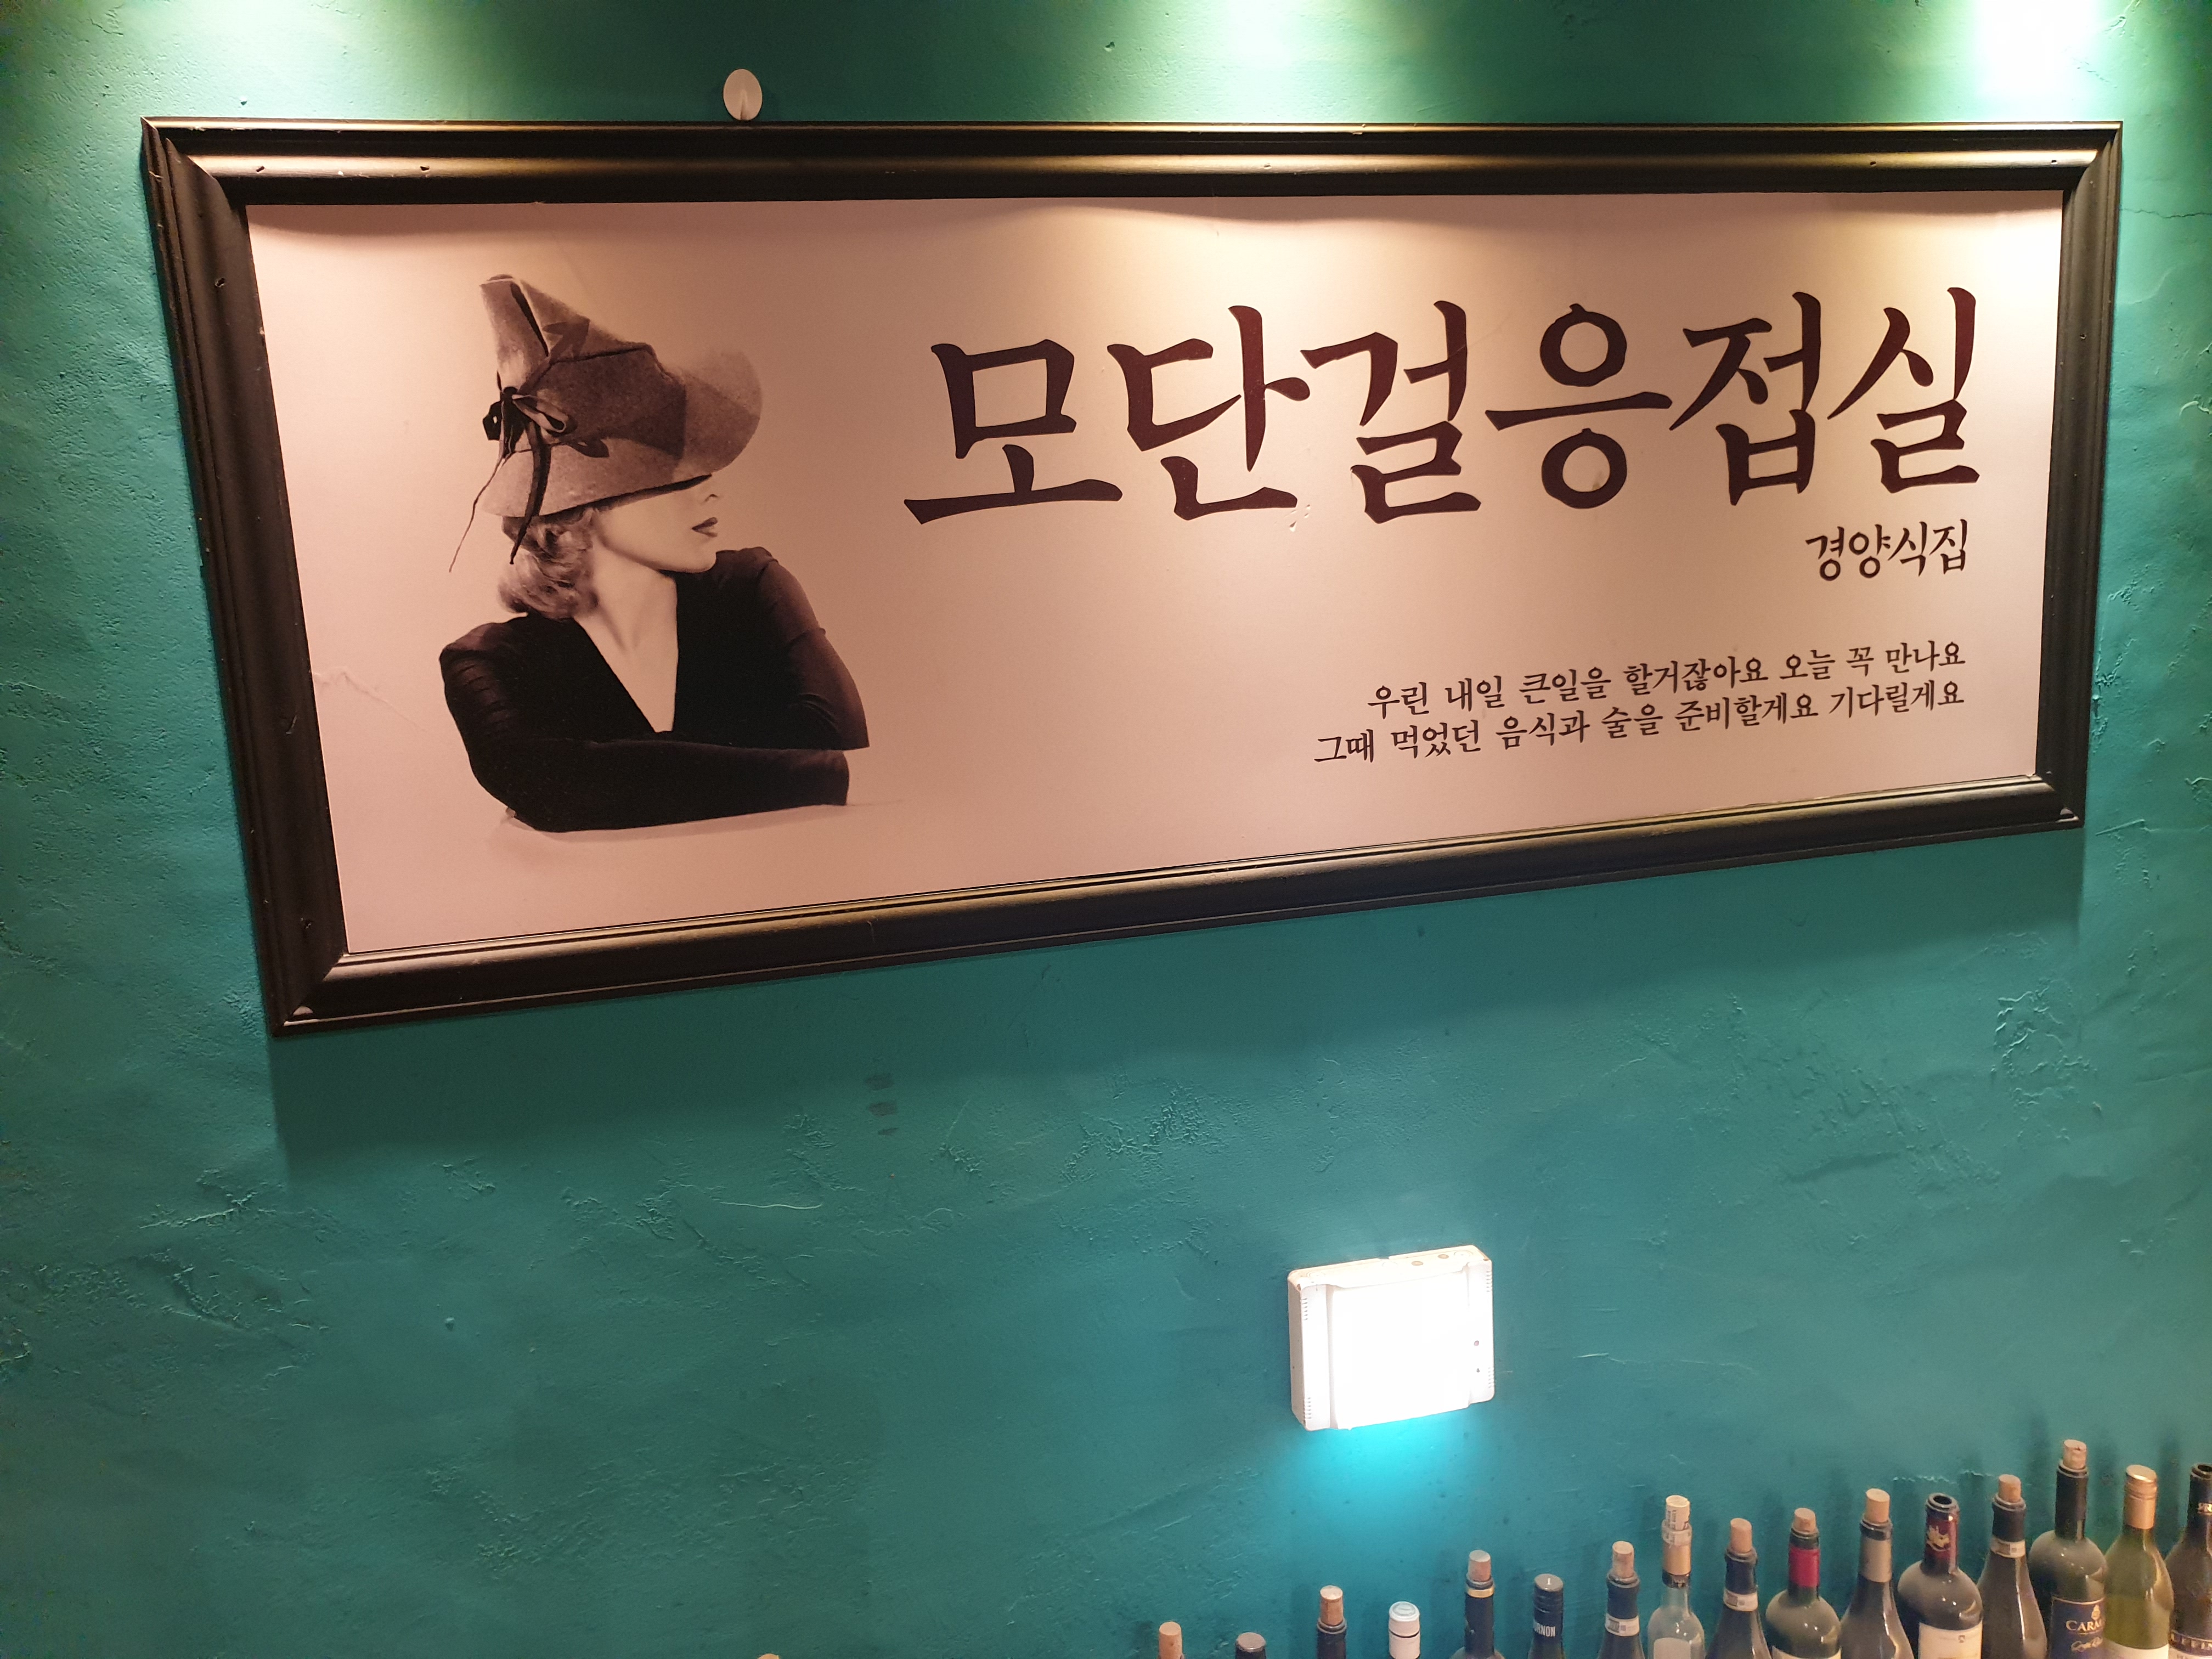 모단걸응접실
경양식집
우린 내일 큰일을 할거잖아요 오늘 꼭 만나요
그때 먹었던 음식과 술을 준비할게요 기다릴게요